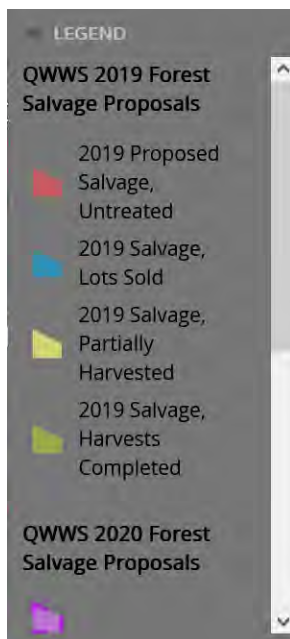 LEGEND
QWWS 2019 Forest
Salvage Proposals
2019 Proposed
Salvage,
Untreated
2019 Salvage,
Lots Sold
2019 Salvage,
Partially
Harvested
2019 Salvage,
Harvests
Completed
QWWS 2020 Forest
Salvage Proposals